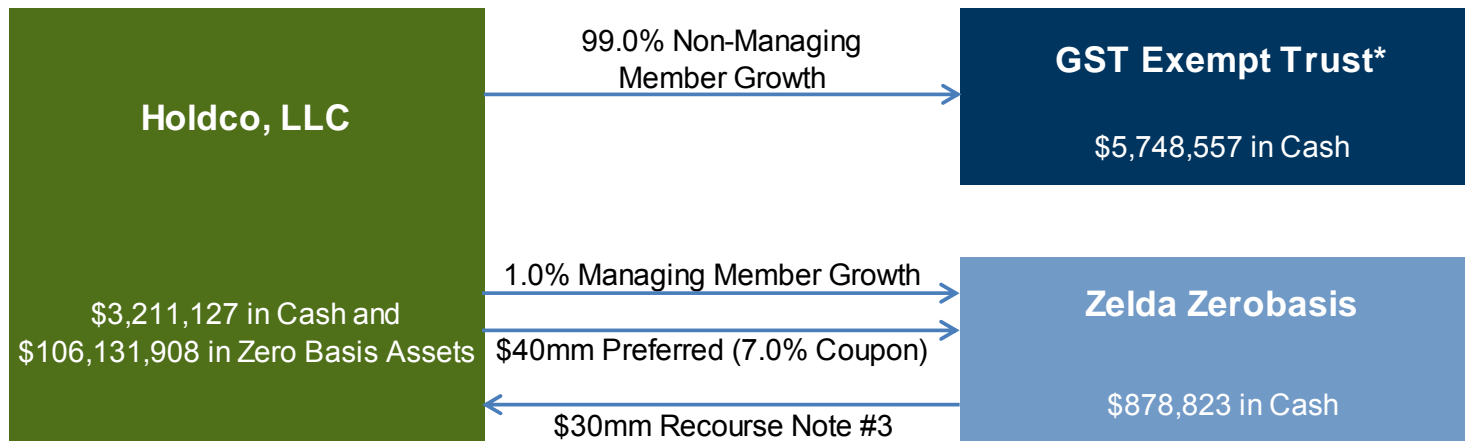 Holdco, LLC
$3,211,127 in Cash and
$106,131,908 in Zero Basis Assets
99.0% Non-Managing
Member Growth
GST Exempt Trust*
$5,748,557 in Cash
1.0% Managing Member Growth
$40mm Preferred (7.0% Coupon)
$30mm Recourse Note #3
Zelda Zerobasis
$878,823 in Cash